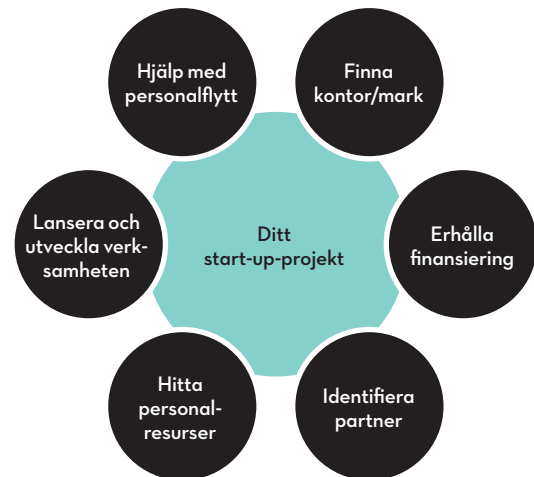 Hjälp med
personalflytt
Finna
kontor/mark
Lansera och
utveckla verk-
samheten
Ditt
start-up-projekt
Erhålla
finansiering
Hitta
personal-
resurser
Identifiera
partner